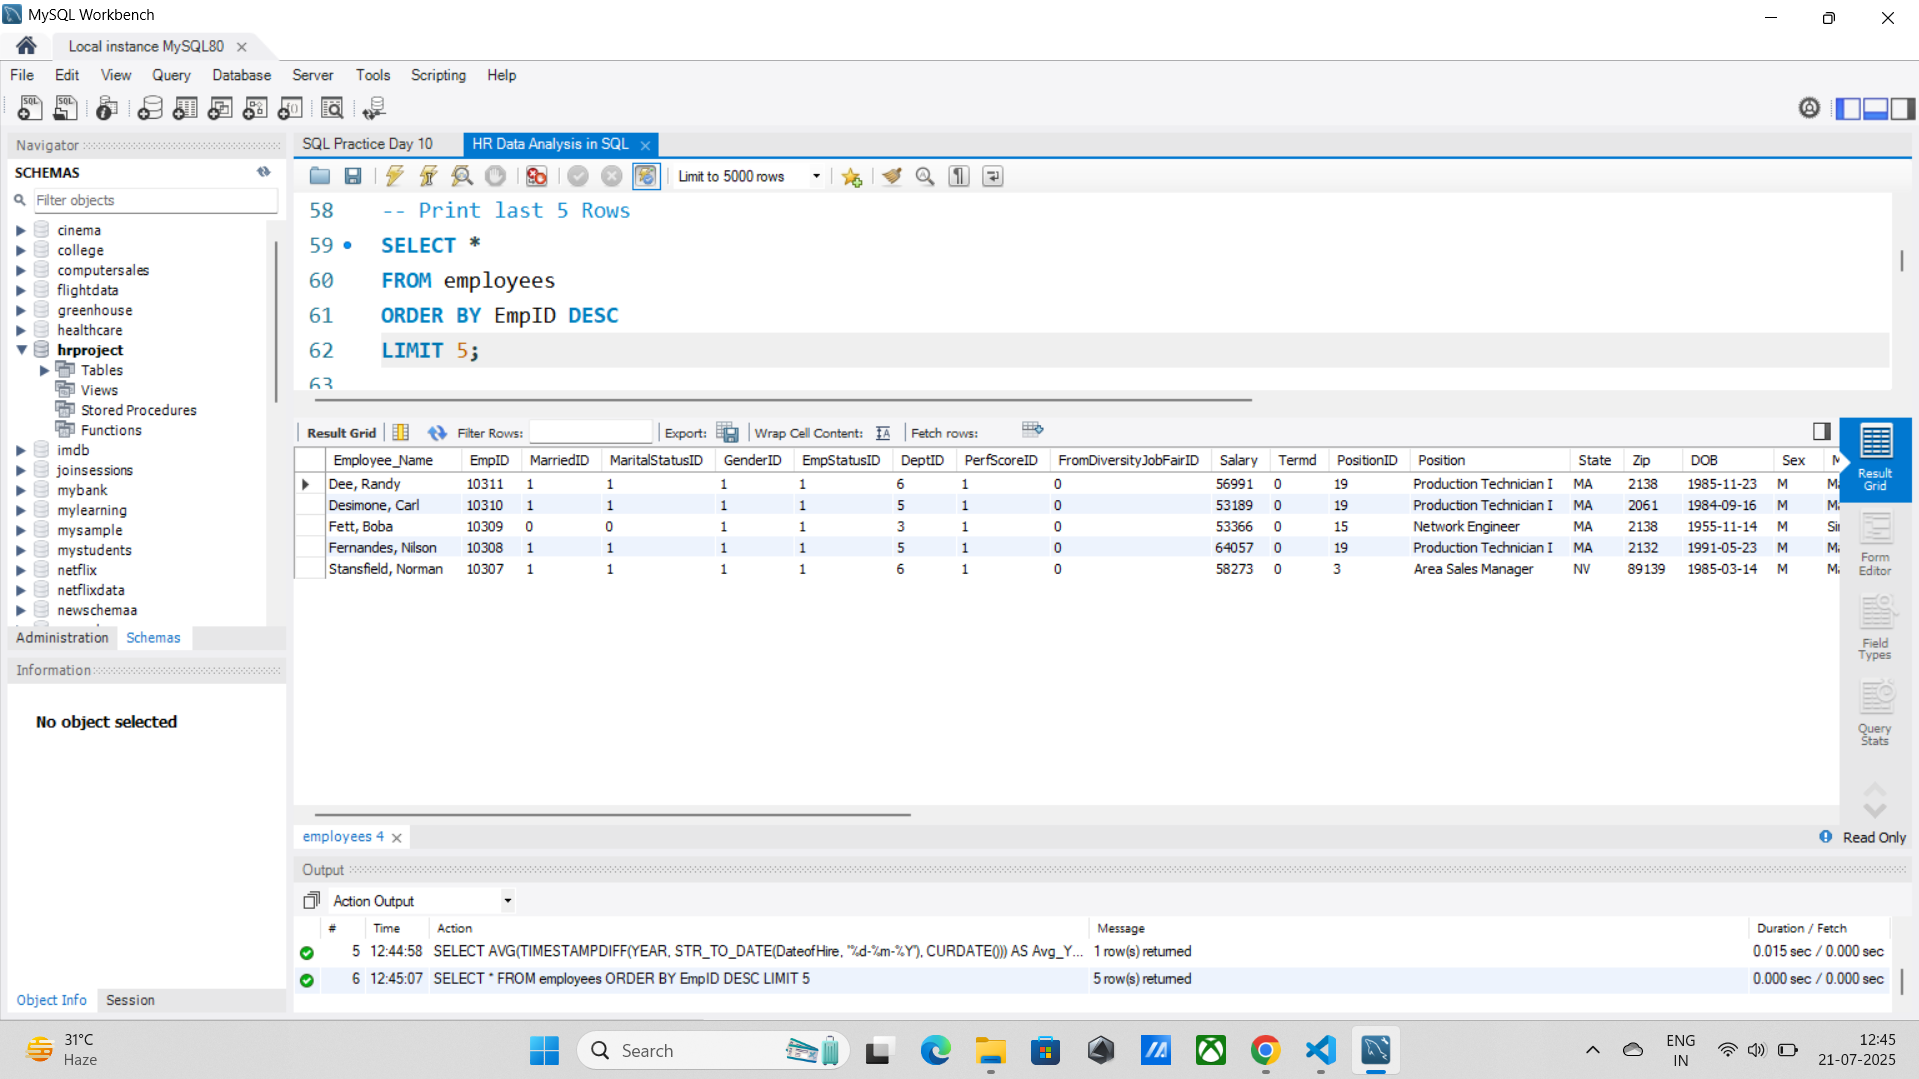 MySQL Workbench
Local instance MySQL80
File Edit View Query Database Server Tools Scripting Help
Navigator
SCHEMAS
Filter objects
cinema
college
computersales
flightdata
greenhouse
healthcare
hrproject
Tables
Views
Stored Procedures
Functions
imdb
joinsessions
mybank
mylearning
mysample
mystudents
netflix
netflixdata
newschemaa
Administration Schemas
Information
No object selected
Object Info Session
SQL Practice Day 10 HR Data Analysis in SQL
Limit to 5000 rows
58 -- Print last 5 Rows
59 SELECT *
60 FROM employees
61 ORDER BY EmpID DESC
62 LIMIT 5;
63
Result Grid Filter Rows: Export: Wrap Cell Content: Fetch rows:
Employee_Name EmpID MarriedID MaritalStatusID GenderID EmpStatusID DeptID PerfScoreID FromDiversityJobFairID Salary Termd PositionID Position State Zip DOB Sex
Dee, Randy 10311 1 1 1 1 6 1 0 56991 0 19 Production Technician I MA 2138 1985-11-23 M
Desimone, Carl 10310 1 1 1 1 5 1 0 53189 0 19 Production Technician I MA 2061 1984-09-16 M
Fett, Boba 10309 0 0 1 1 3 1 0 53366 0 15 Network Engineer MA 2138 1955-11-14 M
Fernandes, Nilson 10308 1 1 1 1 5 1 0 64057 0 19 Production Technician I MA 2132 1991-05-23 M
Stansfield, Norman 10307 1 1 1 1 6 1 0 58273 0 3 Area Sales Manager NV 89139 1985-03-14 M
Result
Grid
Form
Editor
Field
Types
Query
Stats
employees 4
Read Only
Output
Action Output
# Time Action Message Duration / Fetch
5 12:44:58 SELECT AVG(TIMESTAMPDIFF(YEAR, STR_TO_DATE(DateofHire, '%d-%m-%Y'), CURDATE())) AS Avg_Y... 1 row(s) returned 0.015 sec / 0.000 sec
6 12:45:07 SELECT * FROM employees ORDER BY EmpID DESC LIMIT 5 5 row(s) returned 0.000 sec / 0.000 sec
31°C
Haze
Search
ENG
IN
12:45
21-07-2025